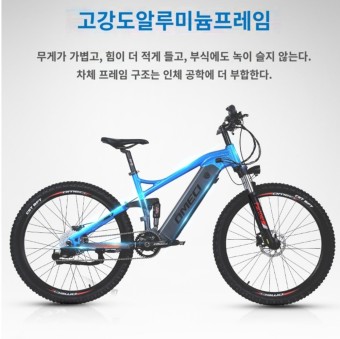 고강도알루미늄프레임
무게가 가볍고, 힘이 더 적게 들고, 부식에도 녹이 슬지 않는다.
차체 프레임 구조는 인체 공학에 더 부합한다.